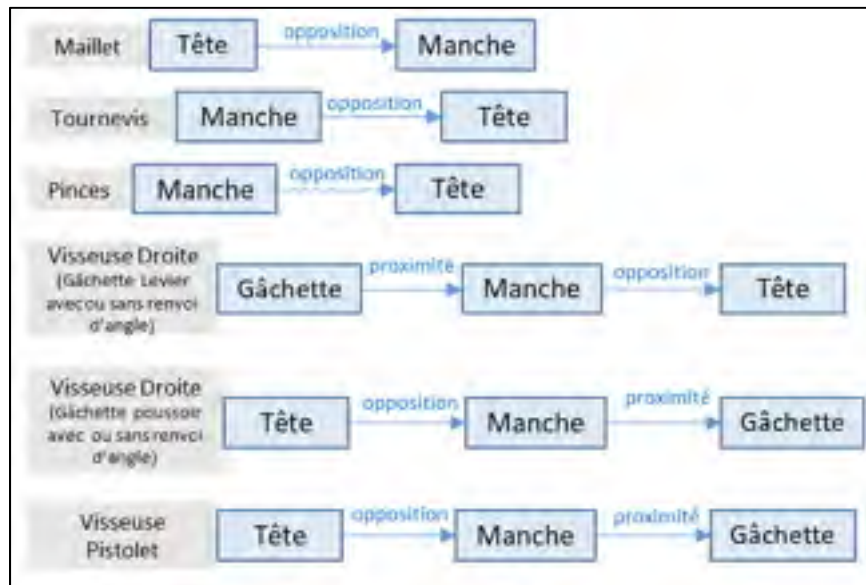 Maillet Tête opposition Manche
Tournevis Manche opposition Tête
Pinces Manche opposition Tête
Visseuse Droite
(Gâchette Levier
avec ou sans renvoi
d'angle)
Gâchette proximité Manche opposition Tête
Visseuse Droite
(Gâchette poussoir
avec ou sans renvoi
d'angle)
Tête opposition Manche proximité Gâchette
Visseuse
Pistolet
Tête opposition Manche proximité Gâchette